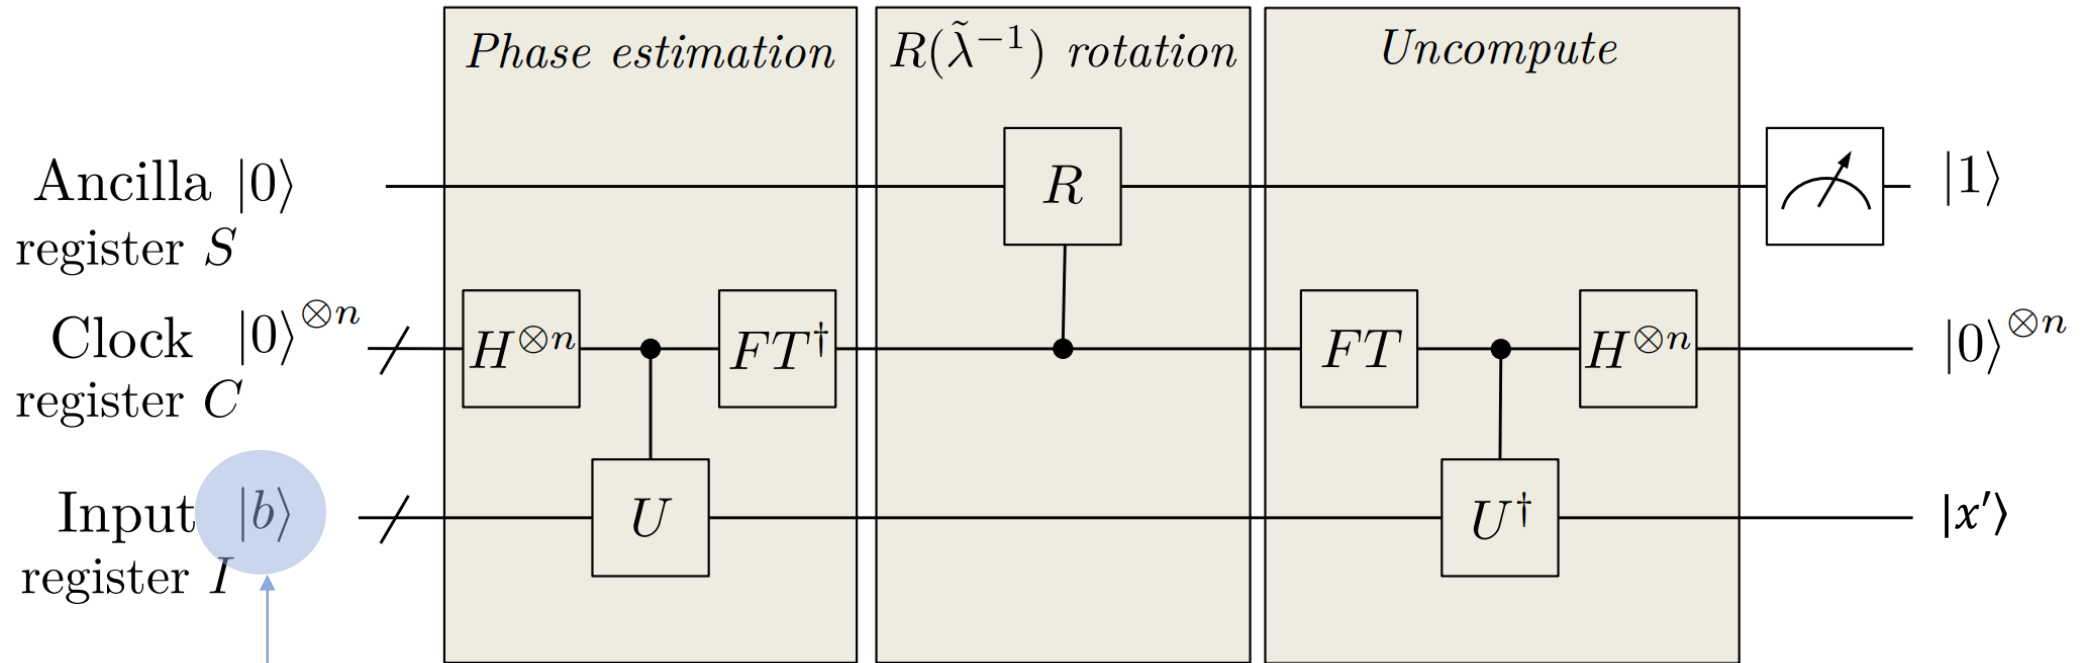 Phase estimation
R(λ̃⁻¹) rotation
Uncompute
Ancilla |0⟩
register S
R
|1⟩
Clock |0⟩⊗n
register C
H⊗n
FT†
FT
H⊗n
|0⟩⊗n
Input |b⟩
register I
U
U†
|x′⟩